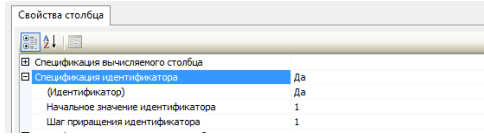 Свойства столбца
Спецификация вычисляемого столбца
Спецификация идентификатора Да
(Идентификатор) Да
Начальное значение идентификатора 1
Шаг приращения идентификатора 1